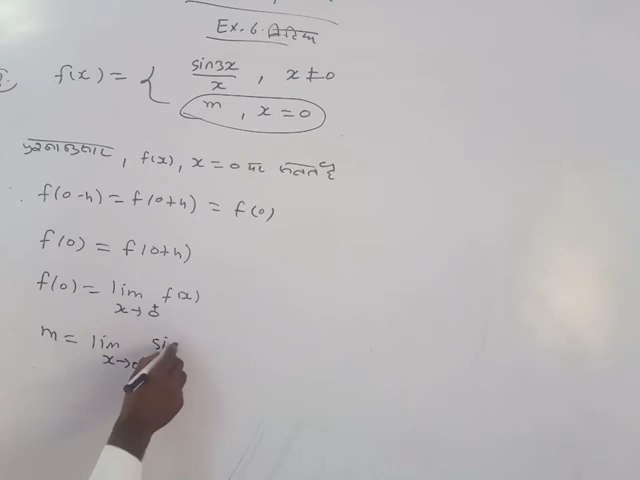 Ex. 6.
f(x) = { sin3x/x , x ≠ 0
m , x = 0
प्रश्नानुसार, f(x), x = 0 पर सतत है
f(0-h) = f(0+h) = f(0)
f(0) = f(0+h)
f(0) = lim x→0 f(x)
m = lim x→0 si